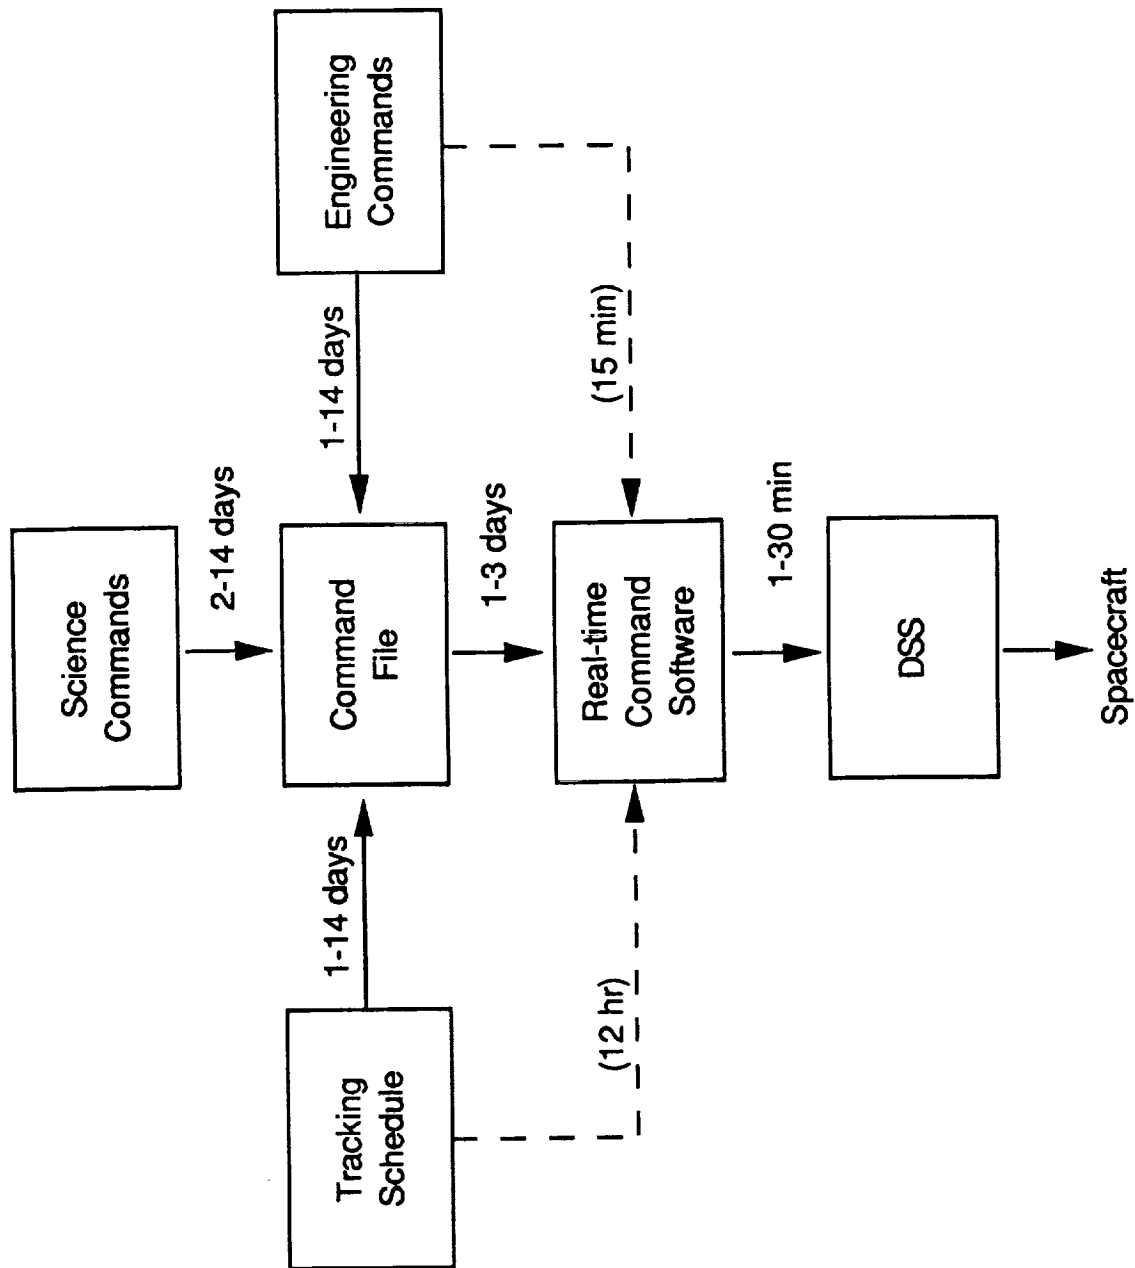 Science
Commands
2-14 days
Tracking
Schedule
1-14 days
Command
File
1-14 days
Engineering
Commands
1-3 days
(12 hr)
Real-time
Command
Software
(15 min)
1-30 min
DSS
Spacecraft